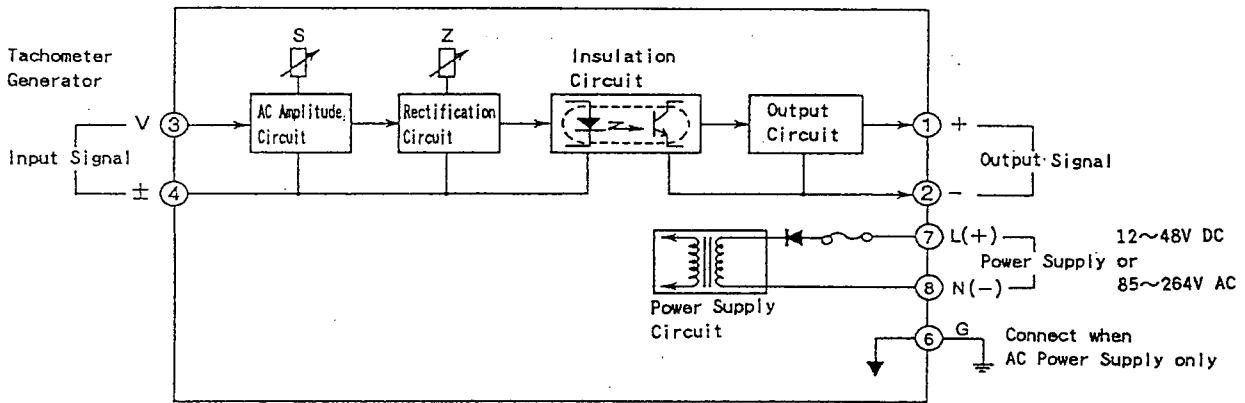 Tachometer
Generator
Input Signal
V
③
±
④
S
AC Amplitude
Circuit
Z
Rectification
Circuit
Insulation
Circuit
Output
Circuit
①
+
Output Signal
②
-
Power Supply
Circuit
⑦
L(+)
⑧
N(-)
Power Supply
12~48V DC
or
85~264V AC
⑥
G
Connect when
AC Power Supply only